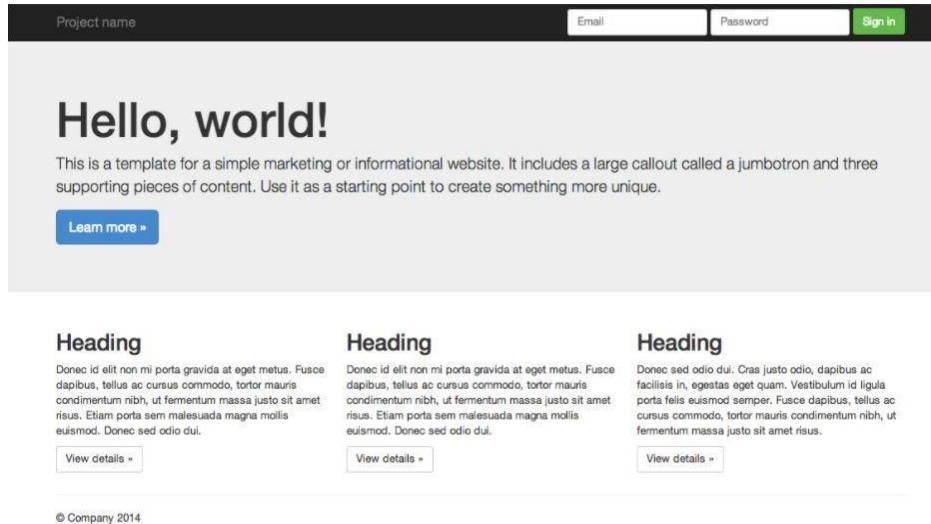 Project name
Email
Password
Sign in
Hello, world!
This is a template for a simple marketing or informational website. It includes a large callout called a jumbotron and three
supporting pieces of content. Use it as a starting point to create something more unique.
Learn more »
Heading
Donec id elit non mi porta gravida at eget metus. Fusce
dapibus, tellus ac cursus commodo, tortor mauris
condimentum nibh, ut fermentum massa justo sit amet
risus. Etiam porta sem malesuada magna mollis
euismod. Donec sed odio dui.
View details »
Heading
Donec id elit non mi porta gravida at eget metus. Fusce
dapibus, tellus ac cursus commodo, tortor mauris
condimentum nibh, ut fermentum massa justo sit amet
risus. Etiam porta sem malesuada magna mollis
euismod. Donec sed odio dui.
View details »
Heading
Donec sed odio dui. Cras justo odio, dapibus ac
facilisis in, egestas eget quam. Vestibulum id ligula
porta felis euismod semper. Fusce dapibus, tellus ac
cursus commodo, tortor mauris condimentum nibh, ut
fermentum massa justo sit amet risus.
View details »
© Company 2014